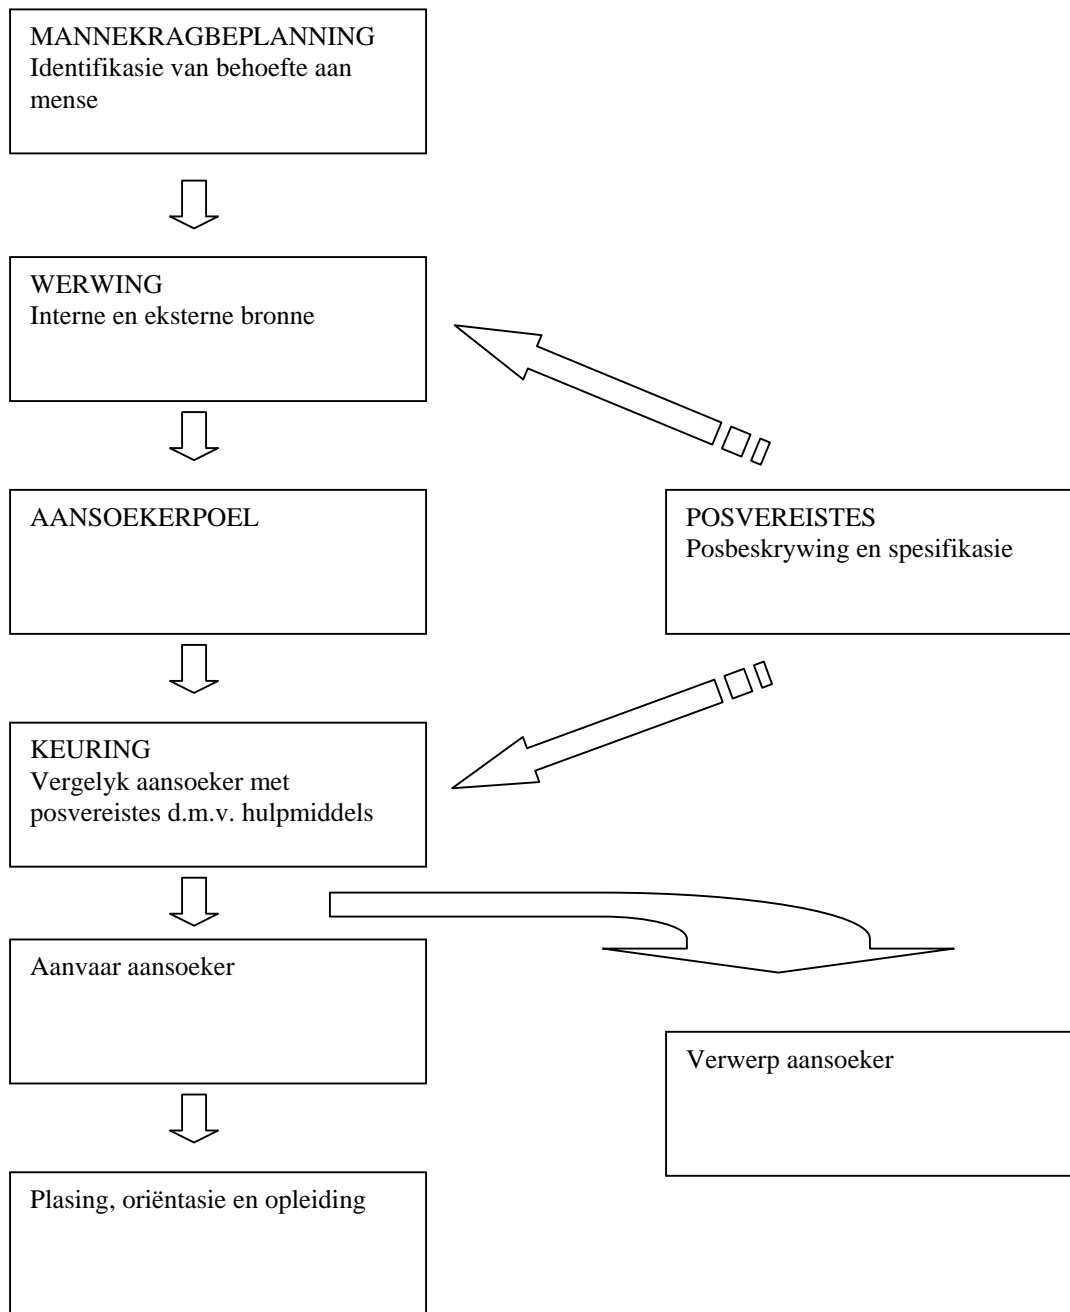 MANNEKRAGBEPLANNING
Identifikasie van behoefte aan
mense
WERWING
Interne en eksterne bronne
AANSOEKERPOEL
POSVEREISTES
Posbeskrywing en spesifikasie
KEURING
Vergelyk aansoeker met
posvereistes d.m.v. hulpmiddels
Aanvaar aansoeker
Verwerp aansoeker
Plasing, oriëntasie en opleiding